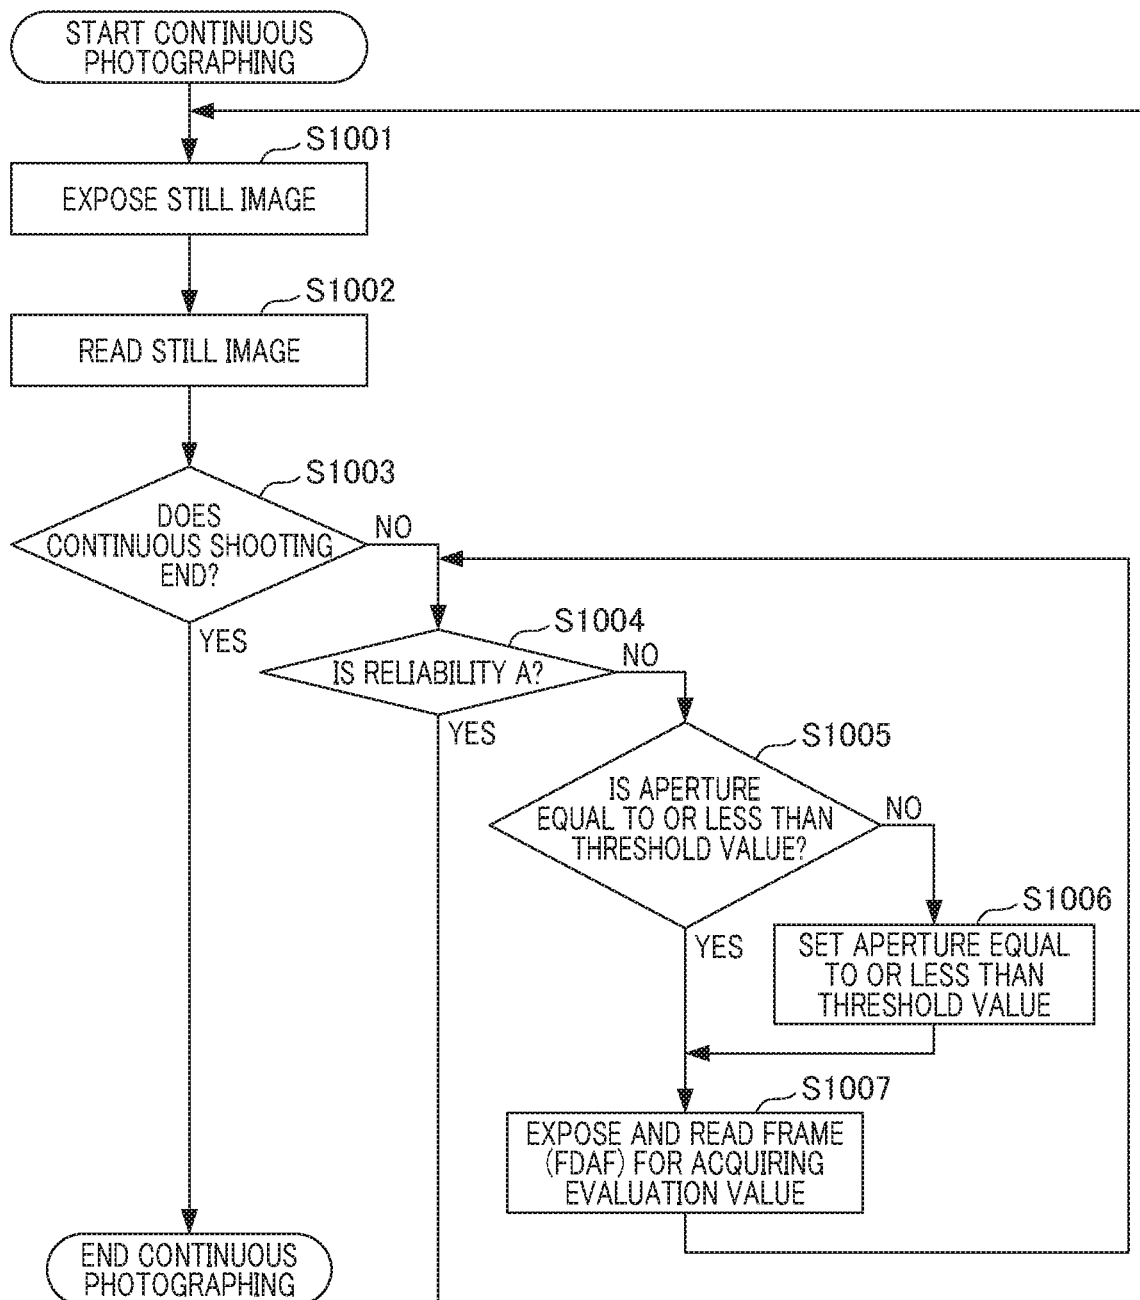 START CONTINUOUS
PHOTOGRAPHING
S1001
EXPOSE STILL IMAGE
S1002
READ STILL IMAGE
S1003
DOES
CONTINUOUS SHOOTING
END?
NO
YES
S1004
IS RELIABILITY A?
NO
YES
S1005
IS APERTURE
EQUAL TO OR LESS THAN
THRESHOLD VALUE?
NO
YES
S1006
SET APERTURE EQUAL
TO OR LESS THAN
THRESHOLD VALUE
S1007
EXPOSE AND READ FRAME
(FDAF) FOR ACQUIRING
EVALUATION VALUE
END CONTINUOUS
PHOTOGRAPHING